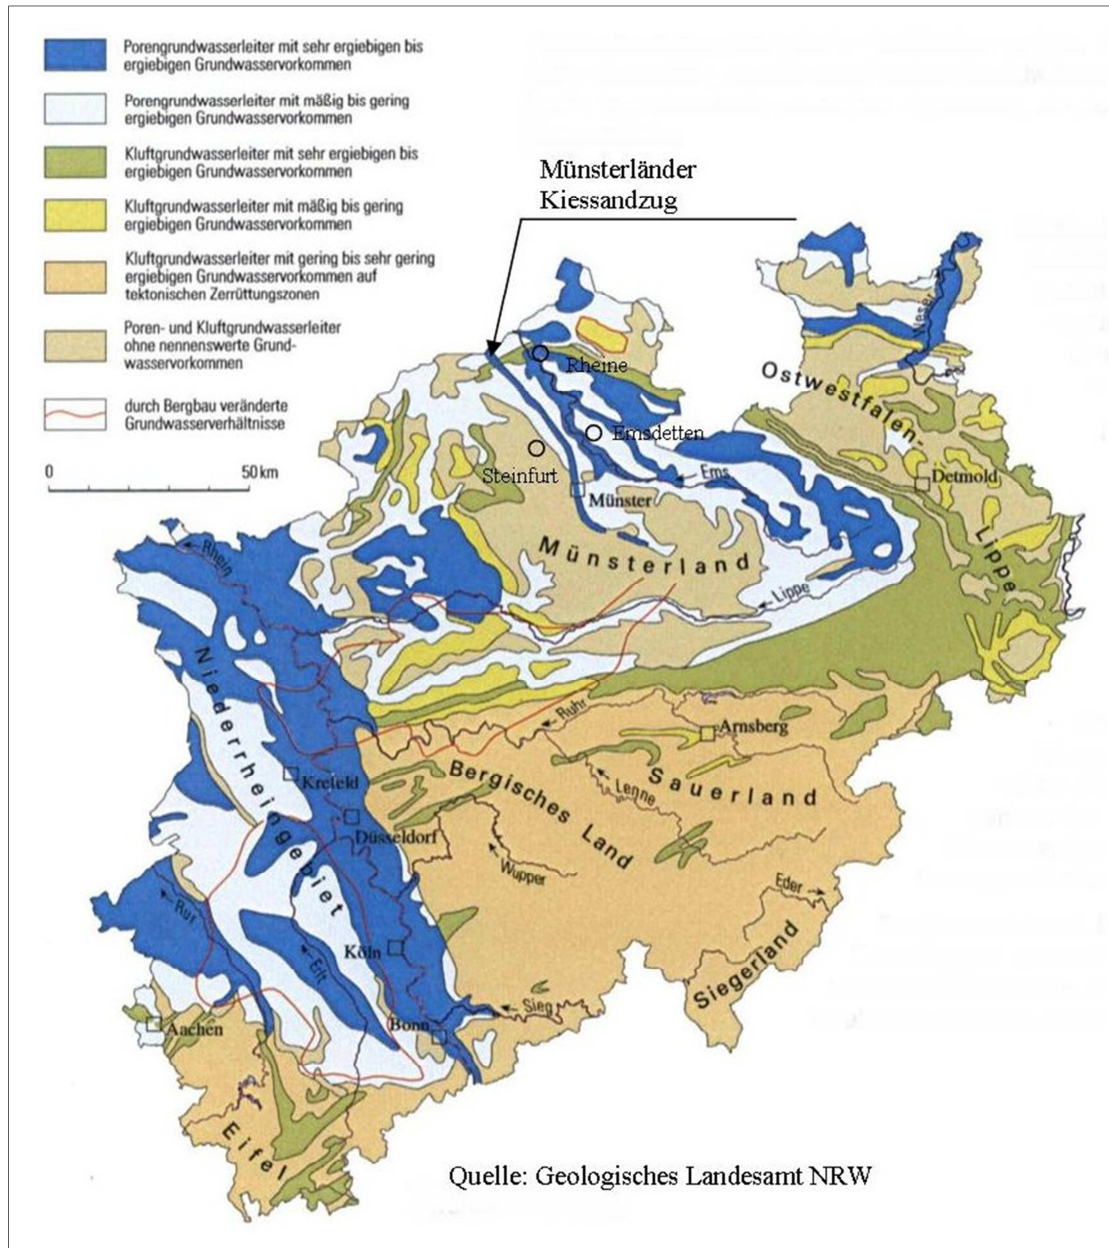 Porengrundwasserleiter mit sehr ergiebigen bis
ergiebigen Grundwasservorkommen
Porengrundwasserleiter mit mäßig bis gering
ergiebigen Grundwasservorkommen
Kluftgrundwasserleiter mit sehr ergiebigen bis
ergiebigen Grundwasservorkommen
Kluftgrundwasserleiter mit mäßig bis gering
ergiebigen Grundwasservorkommen
Kluftgrundwasserleiter mit gering bis sehr gering
ergiebigen Grundwasservorkommen auf
tektonischen Zerrüttungszonen
Poren- und Kluftgrundwasserleiter
ohne nennenswerte Grund-
wasservorkommen
durch Bergbau veränderte
Grundwasserverhältnisse
0 50 km
Münsterländer
Kiessandzug
Weser
Rheine
Ostwestfalen-
Lippe
Emsdetten
Steinfurt
Ems
Detmold
Münster
Münsterland
Rhein
Lippe
Niederrheingebiet
Ruhr
Arnsberg
Krefeld
Bergisches Land
Sauerland
Lenne
Düsseldorf
Wupper
Rur
Eder
Köln
Erft
Siegerland
Sieg
Bonn
Aachen
Eifel
Quelle: Geologisches Landesamt NRW